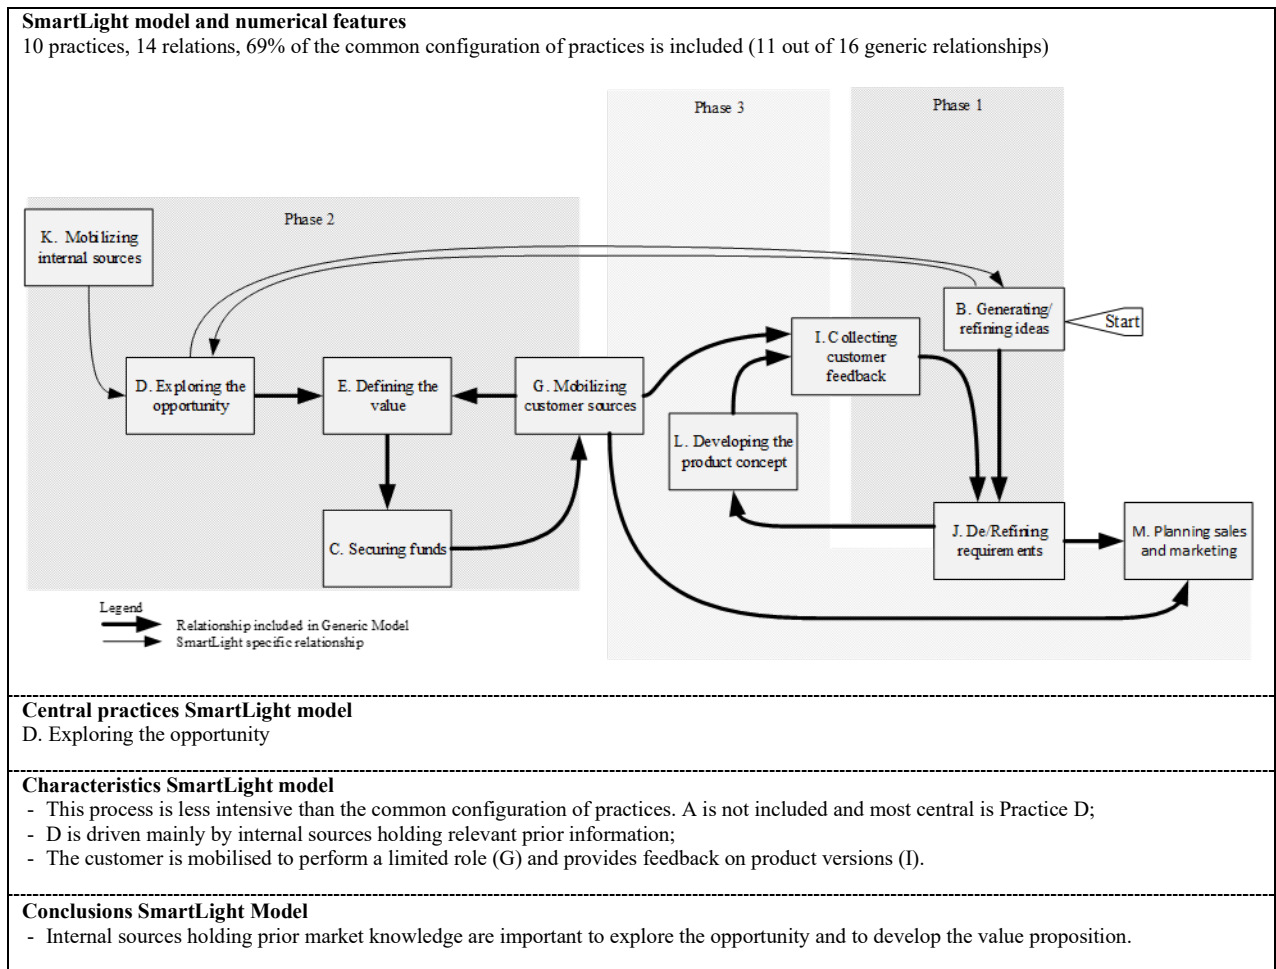 SmartLight model and numerical features
10 practices, 14 relations, 69% of the common configuration of practices is included (11 out of 16 generic relationships)
Phase 3
Phase 1
Phase 2
K. Mobilizing
internal sources
B. Generating/
refining ideas
Start
I. Collecting
customer
feedback
D. Exploring the
opportunity
E. Defining the
value
G. Mobilizing
customer sources
L. Developing the
product concept
C. Securing funds
J. De/Refining
requirements
M. Planning sales
and marketing
Legend
Relationship included in Generic Model
SmartLight specific relationship
Central practices SmartLight model
D. Exploring the opportunity
Characteristics SmartLight model
- This process is less intensive than the common configuration of practices. A is not included and most central is Practice D;
- D is driven mainly by internal sources holding relevant prior information;
- The customer is mobilised to perform a limited role (G) and provides feedback on product versions (I).
Conclusions SmartLight Model
- Internal sources holding prior market knowledge are important to explore the opportunity and to develop the value proposition.